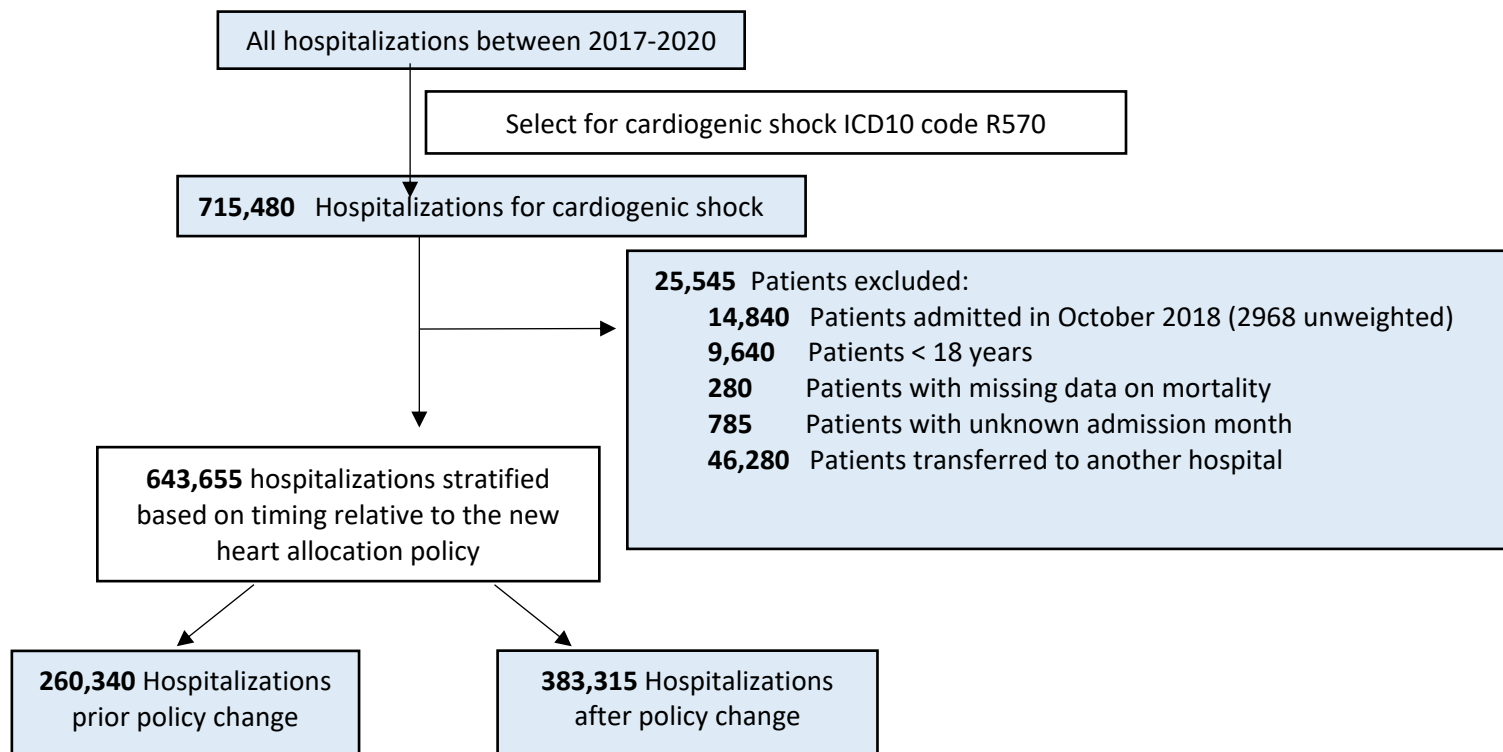 All hospitalizations between 2017-2020
Select for cardiogenic shock ICD10 code R570
715,480 Hospitalizations for cardiogenic shock
25,545 Patients excluded:
14,840 Patients admitted in October 2018 (2968 unweighted)
9,640 Patients < 18 years
280 Patients with missing data on mortality
785 Patients with unknown admission month
46,280 Patients transferred to another hospital
643,655 hospitalizations stratified
based on timing relative to the new
heart allocation policy
260,340 Hospitalizations
prior policy change
383,315 Hospitalizations
after policy change